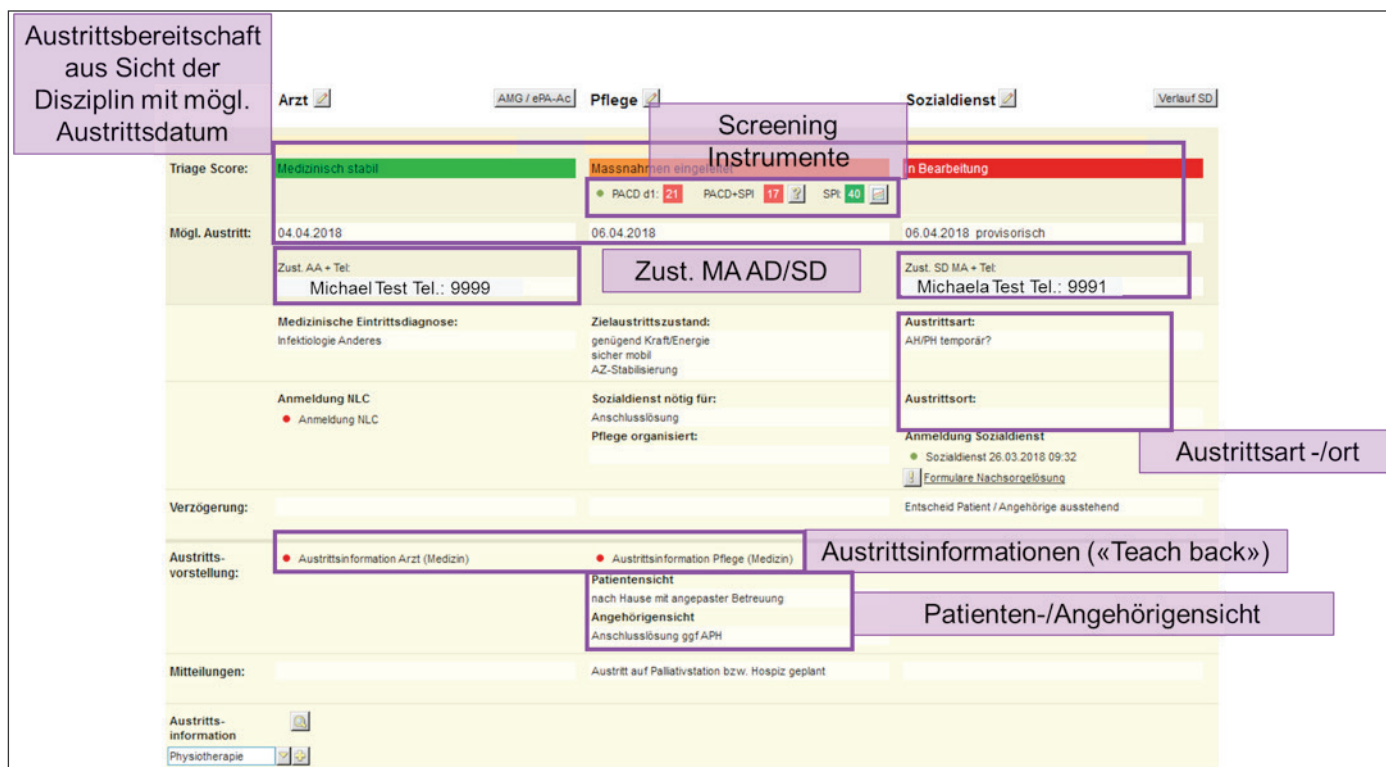 Austrittsbereitschaft
aus Sicht der
Disziplin mit mögl.
Austrittsdatum
Arzt
AMG / ePA-Ac
Pflege
Sozialdienst
Verlauf SD
Screening
Instrumente
Triage Score:
Medizinisch stabil
Massnahmen eingeleitet
In Bearbeitung
PACD d1: 21 PACD+SPI 17 SPI: 40
Mögl. Austritt:
04.04.2018
06.04.2018
06.04.2018 provisorisch
Zust. AA + Tel:
Michael Test Tel.: 9999
Zust. MA AD/SD
Zust. SD MA + Tel:
Michaela Test Tel.: 9991
Medizinische Eintrittsdiagnose:
Infektiologie Anderes
Zielaustrittszustand:
genügend Kraft/Energie
sicher mobil
AZ-Stabilisierung
Austrittsart:
AH/PH temporär?
Anmeldung NLC
Anmeldung NLC
Sozialdienst nötig für:
Anschlusslösung
Pflege organisiert:
Austrittsort:
Anmeldung Sozialdienst
Sozialdienst 26.03.2018 09:32
Formulare Nachsorgelösung
Austrittsart -/ort
Verzögerung:
Entscheid Patient / Angehörige ausstehend
Austritts-
vorstellung:
Austrittsinformation Arzt (Medizin)
Austrittsinformation Pflege (Medizin)
Austrittsinformationen («Teach back»)
Patientensicht
nach Hause mit angepaster Betreuung
Angehörigensicht
Anschlusslösung ggf APH
Patienten-/Angehörigensicht
Mitteilungen:
Austritt auf Palliativstation bzw. Hospiz geplant
Austritts-
information
Physiotherapie